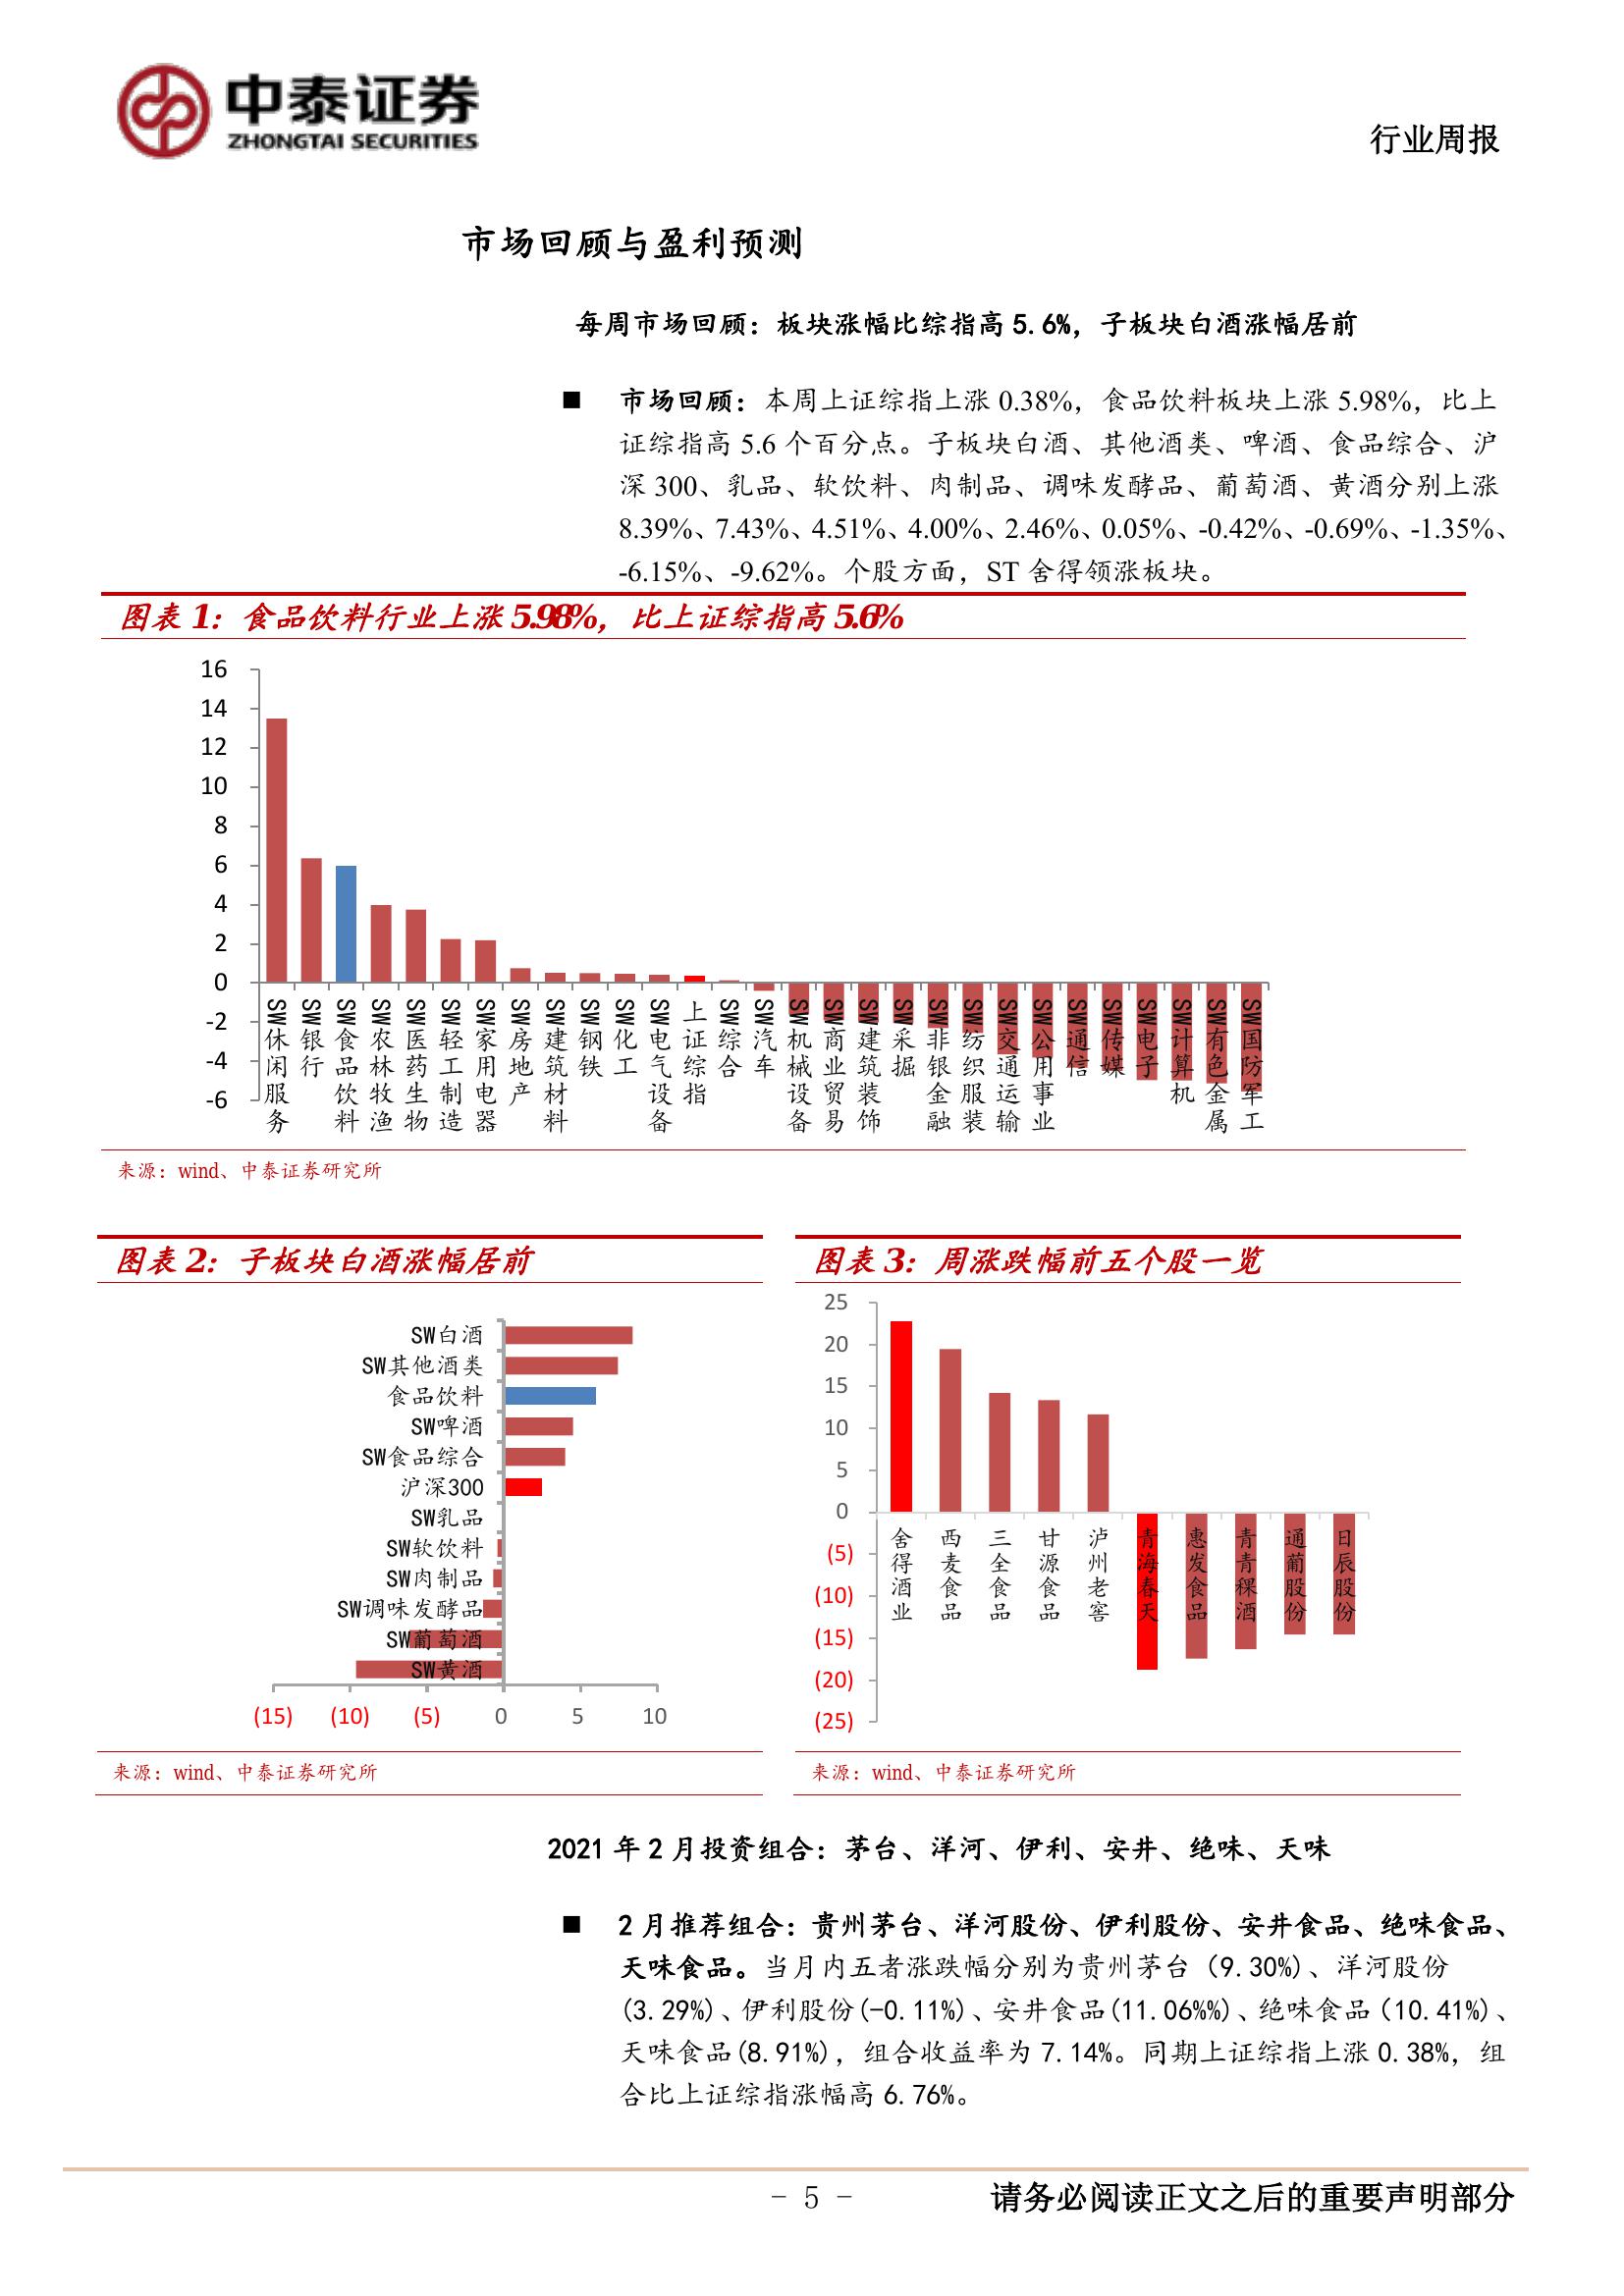 中泰证券
ZHONGTAI SECURITIES
行业周报
市场回顾与盈利预测
每周市场回顾：板块涨幅比综指高 5.6%，子板块白酒涨幅居前
■ 市场回顾：本周上证综指上涨 0.38%，食品饮料板块上涨 5.98%，比上
证综指高 5.6 个百分点。子板块白酒、其他酒类、啤酒、食品综合、沪
深 300、乳品、软饮料、肉制品、调味发酵品、葡萄酒、黄酒分别上涨
8.39%、7.43%、4.51%、4.00%、2.46%、0.05%、-0.42%、-0.69%、-1.35%、
-6.15%、-9.62%。个股方面，ST 舍得领涨板块。
图表 1：食品饮料行业上涨 5.98%，比上证综指高 5.6%
16
14
12
10
8
6
4
2
0
-2
-4
-6
SW休闲服务
SW银行
SW食品饮料
SW农林牧渔
SW医药生物
SW轻工制造
SW家用电器
SW房地产
SW建筑材料
SW钢铁
SW化工
SW电气设备
上证综指
SW综合
SW汽车
SW机械设备
SW商业贸易
SW建筑装饰
SW采掘
SW非银金融
SW纺织服装
SW交通运输
SW公用事业
SW通信
SW传媒
SW电子
SW计算机
SW有色金属
SW国防军工
来源：wind、中泰证券研究所
图表 2：子板块白酒涨幅居前
SW白酒
SW其他酒类
食品饮料
SW啤酒
SW食品综合
沪深300
SW乳品
SW软饮料
SW肉制品
SW调味发酵品
SW葡萄酒
SW黄酒
(15) (10) (5) 0 5 10
来源：wind、中泰证券研究所
图表 3：周涨跌幅前五个股一览
25
20
15
10
5
0
(5)
(10)
(15)
(20)
(25)
舍得酒业
西麦食品
三全食品
甘源食品
泸州老窖
青海春天
惠发食品
青青稞酒
通葡股份
日辰股份
来源：wind、中泰证券研究所
2021 年 2 月投资组合：茅台、洋河、伊利、安井、绝味、天味
■ 2 月推荐组合：贵州茅台、洋河股份、伊利股份、安井食品、绝味食品、
天味食品。当月内五者涨跌幅分别为贵州茅台（9.30%)、洋河股份
(3.29%)、伊利股份(-0.11%)、安井食品(11.06%%)、绝味食品（10.41%)、
天味食品(8.91%)，组合收益率为 7.14%。同期上证综指上涨 0.38%，组
合比上证综指涨幅高 6.76%。
- 5 -
请务必阅读正文之后的重要声明部分